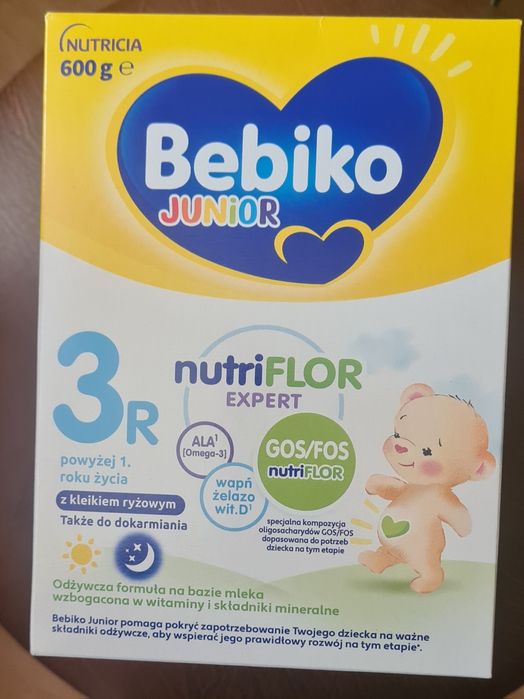 NUTRICIA
600 g e
Bebiko
JUNiOR
3R
powyżej 1.
roku życia
z kleikiem ryżowym
Także do dokarmiania
nutriFLOR
EXPERT
ALA¹
[Omega-3]
wapń
żelazo
wit.D¹
GOS/FOS
nutriFLOR
specjalna kompozycja
oligosacharydów GOS/FOS
dopasowana do potrzeb
dziecka na tym etapie
Odżywcza formuła na bazie mleka
wzbogacona w witaminy i składniki mineralne
Bebiko Junior pomaga pokryć zapotrzebowanie Twojego dziecka na ważne
składniki odżywcze, aby wspierać jego prawidłowy rozwój na tym etapie*.